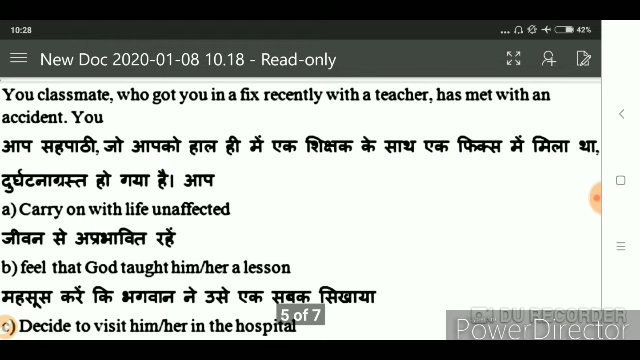 10:28
... 42%
New Doc 2020-01-08 10.18 - Read-only
You classmate, who got you in a fix recently with a teacher, has met with an
accident. You
आप सहपाठी, जो आपको हाल ही में एक शिक्षक के साथ एक फिक्स में मिला था,
दुर्घटनाग्रस्त हो गया है। आप
a) Carry on with life unaffected
जीवन से अप्रभावित रहें
b) feel that God taught him/her a lesson
महसूस करें कि भगवान ने उसे एक सबक सिखाया
5 of 7
c) Decide to visit him/her in the hospital
DU RECORDER
PowerDirector